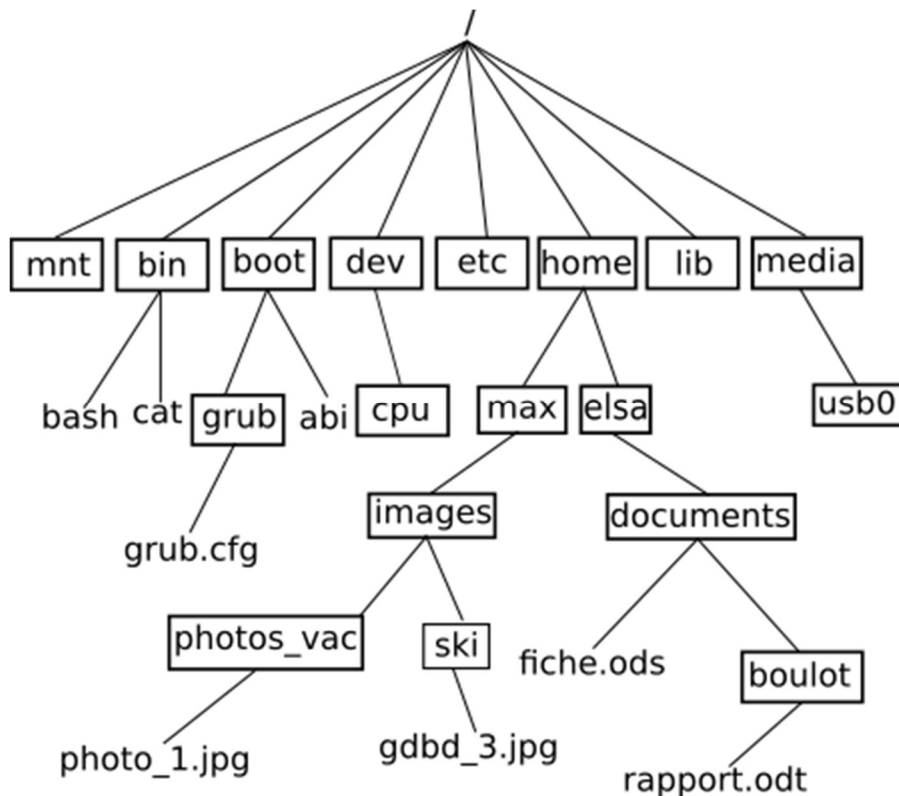 /
mnt bin boot dev etc home lib media
bash cat grub abi cpu max elsa usb0
images documents
grub.cfg
photos_vac ski fiche.ods boulot
photo_1.jpg gdbd_3.jpg rapport.odt